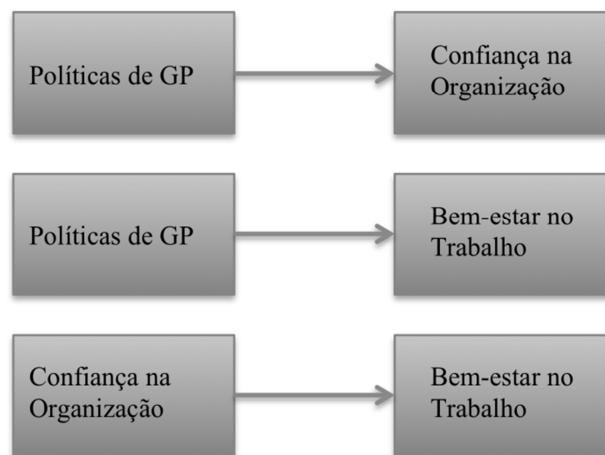 Políticas de GP
Confiança na
Organização
Políticas de GP
Bem-estar no
Trabalho
Confiança na
Organização
Bem-estar no
Trabalho